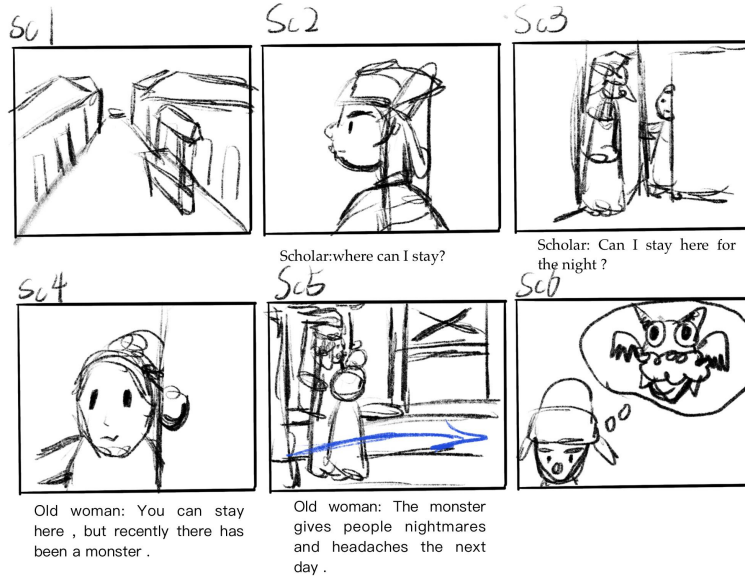 Sc1
Sc2
Sc3
Scholar:where can I stay?
Scholar: Can I stay here for
the night ?
Sc4
Sc5
Sc6
Old woman: You can stay
here , but recently there has
been a monster .
Old woman: The monster
gives people nightmares
and headaches the next
day .